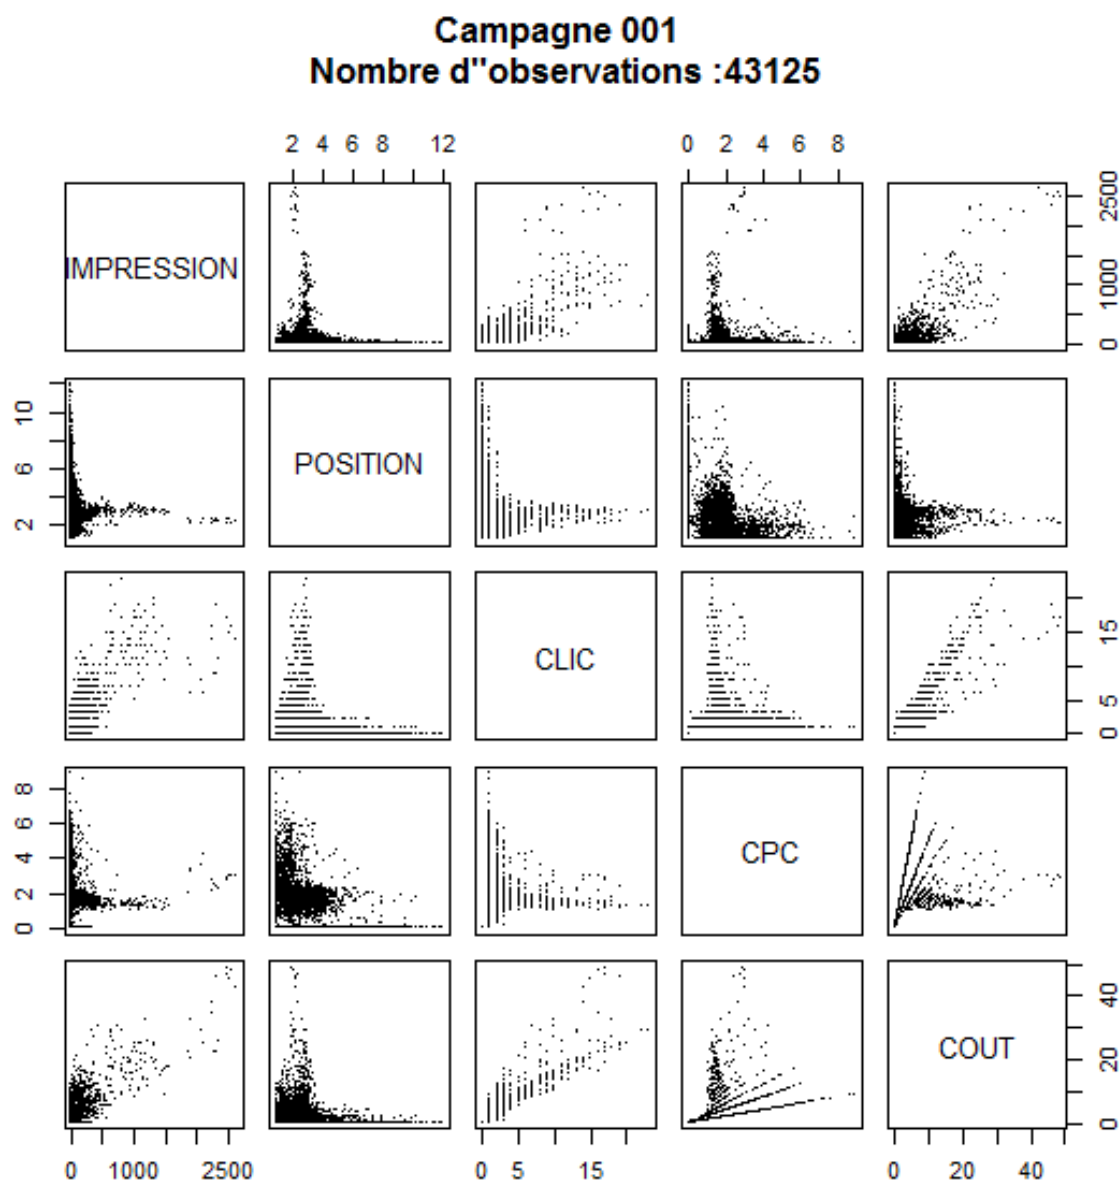 Campagne 001
Nombre d"observations :43125
2 4 6 8 12
0 2 4 6 8
IMPRESSION
0 1000 2500
2 6 10
POSITION
CLIC
0 5 15
0 2 4 6 8
CPC
COUT
0 20 40
0 1000 2500
0 5 15
0 20 40